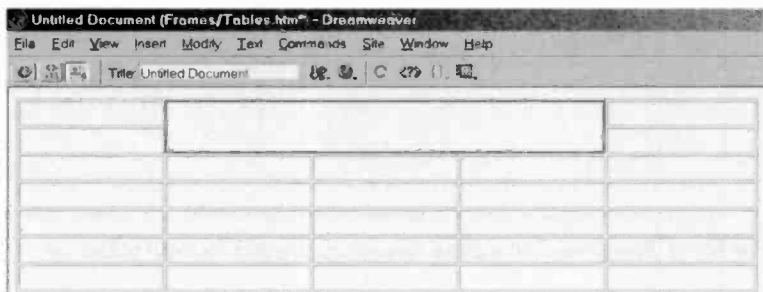 Untitled Document (Frames/Tables.htm*) - Dreamweaver
File Edit View Insert Modify Text Commands Site Window Help
Title: Untitled Document